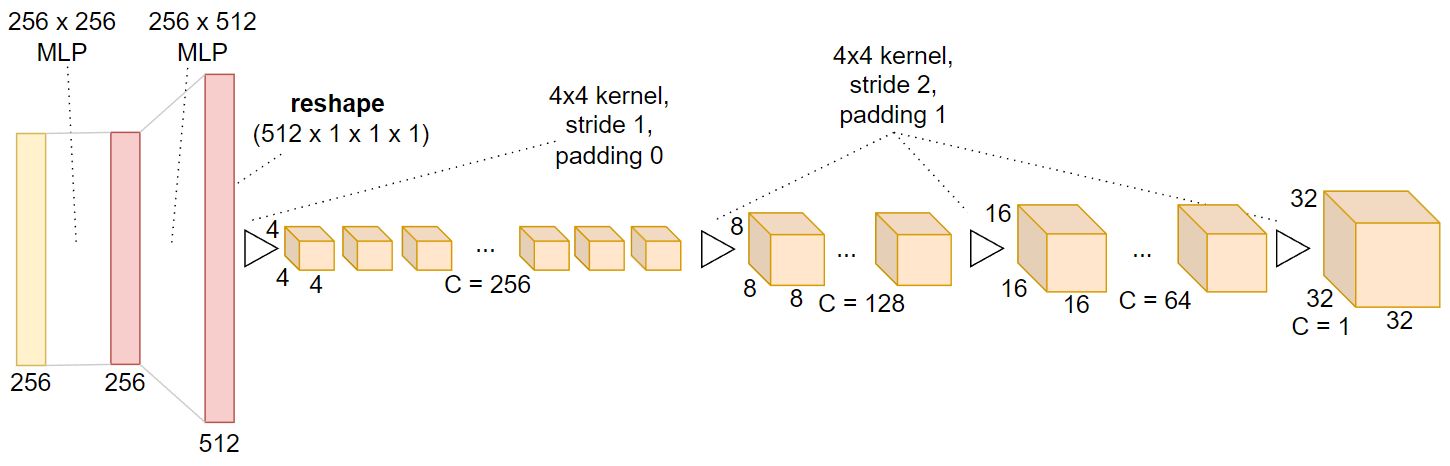 256 x 256
MLP
256 x 512
MLP
reshape
(512 x 1 x 1 x 1)
4x4 kernel,
stride 1,
padding 0
4x4 kernel,
stride 2,
padding 1
256
256
512
4
4
4
...
C = 256
8
8
8
...
C = 128
16
16
16
...
C = 64
32
32
32
C = 1